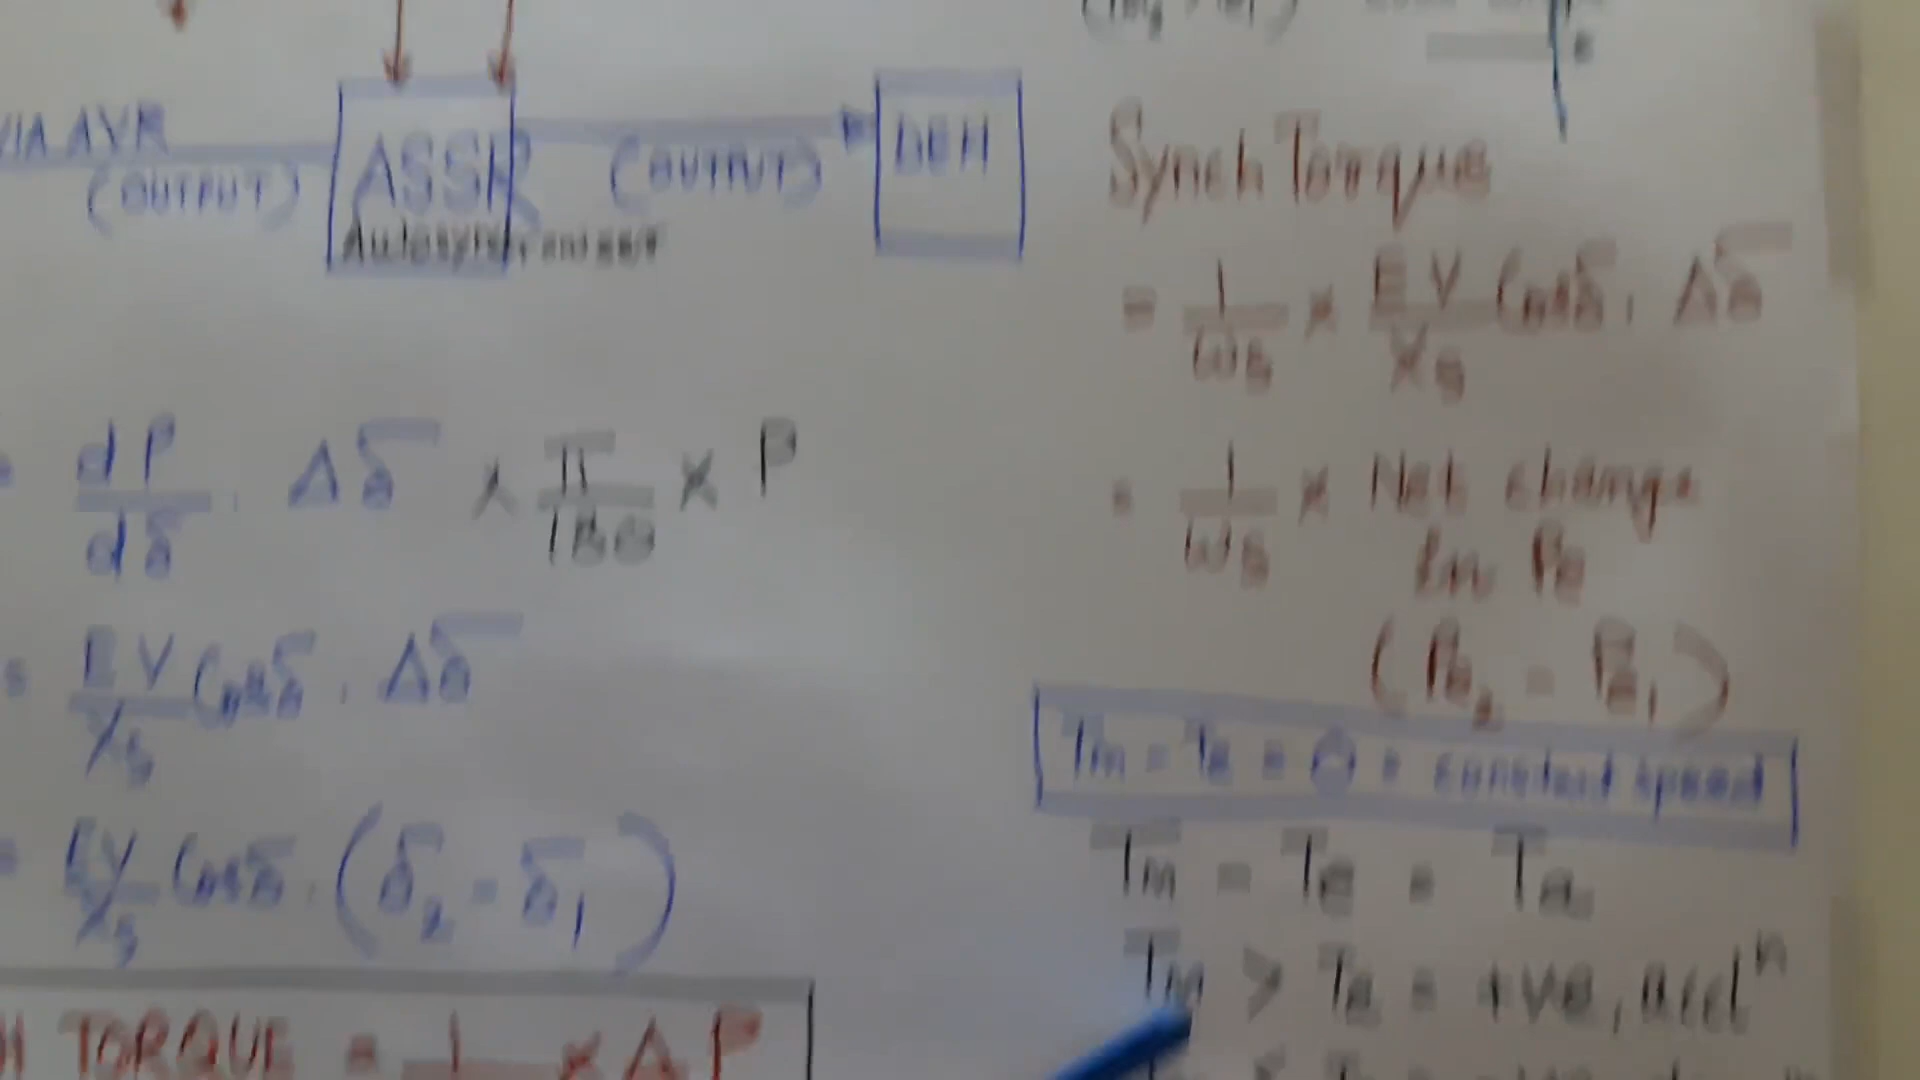 VIA AVR
(OUTPUT)
ASSR
Autosynchroniser
(OUTPUT)
DEH
= dP/dδ . Δδ × π/180 × P
= EV/Xs Cosδ . Δδ
= EV/Xs Cosδ . (δ2 - δ1)
H TORQUE = 1 × ΔP
Synch Torque
= 1/ωs × EV/Xs Cosδ . Δδ
= 1/ωs × Net change
in Pe
(Pe2 - Pe1)
Tm - Te = 0 = constant speed
Tm - Te = Ta
Tm > Te = +ve, accln